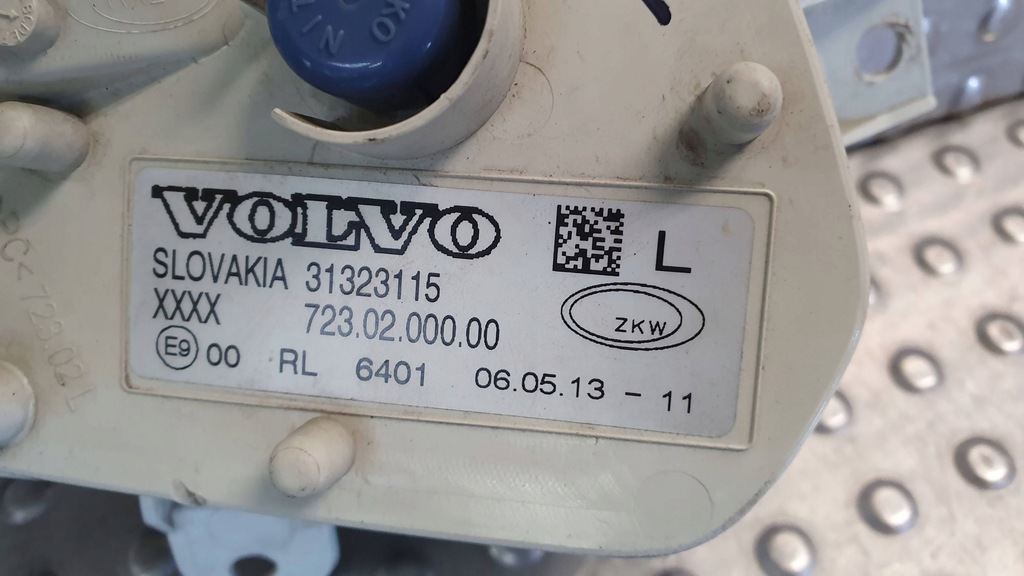 VOLVO
L
SLOVAKIA 31323115
XXXX 723.02.000.00
ZKW
E9 00 RL 6401 06.05.13 - 11